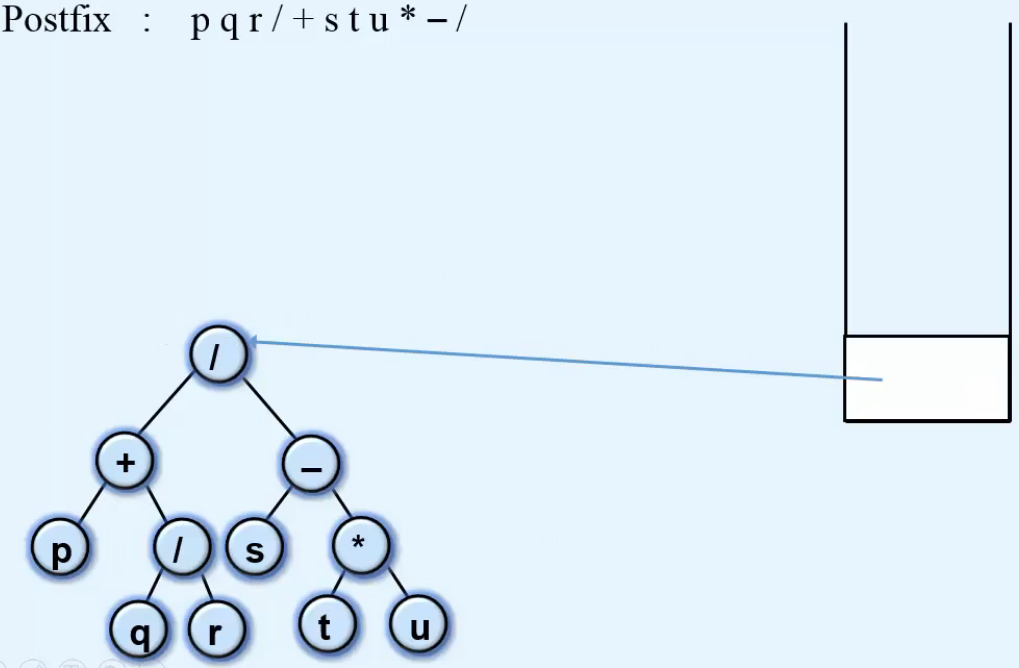 Postfix : p q r / + s t u * – /
/
+ –
p / s *
q r t u